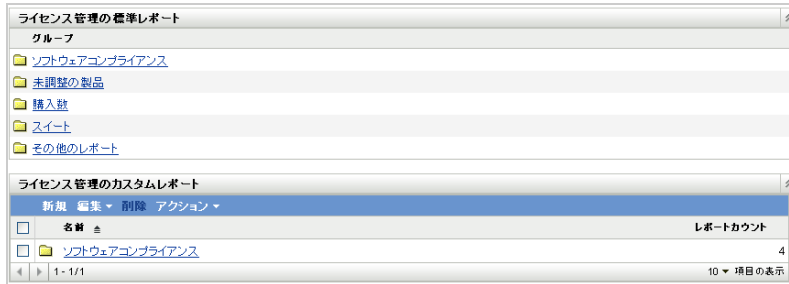 ライセンス管理の標準レポート
グループ
ソフトウェアコンプライアンス
未調整の製品
購入数
スイート
その他のレポート
ライセンス管理のカスタムレポート
新規 編集 削除 アクション
名前 レポートカウント
ソフトウェアコンプライアンス 4
1 - 1/1 10 項目の表示